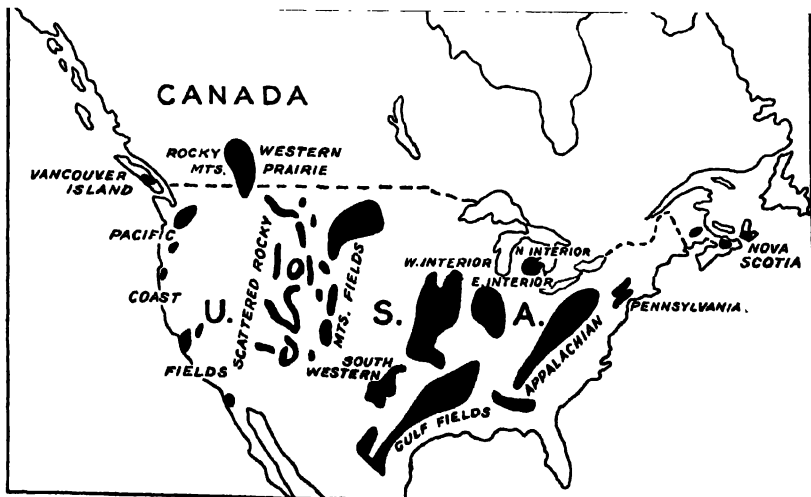 CANADA
ROCKY
MTS.
WESTERN
PRAIRIE
VANCOUVER
ISLAND
PACIFIC
COAST
FIELDS
U. S. A.
SCATTERED ROCKY
MTS. FIELDS
W. INTERIOR
E. INTERIOR
N INTERIOR
NOVA
SCOTIA
PENNSYLVANIA.
APPALACHIAN
SOUTH
WESTERN
GULF FIELDS